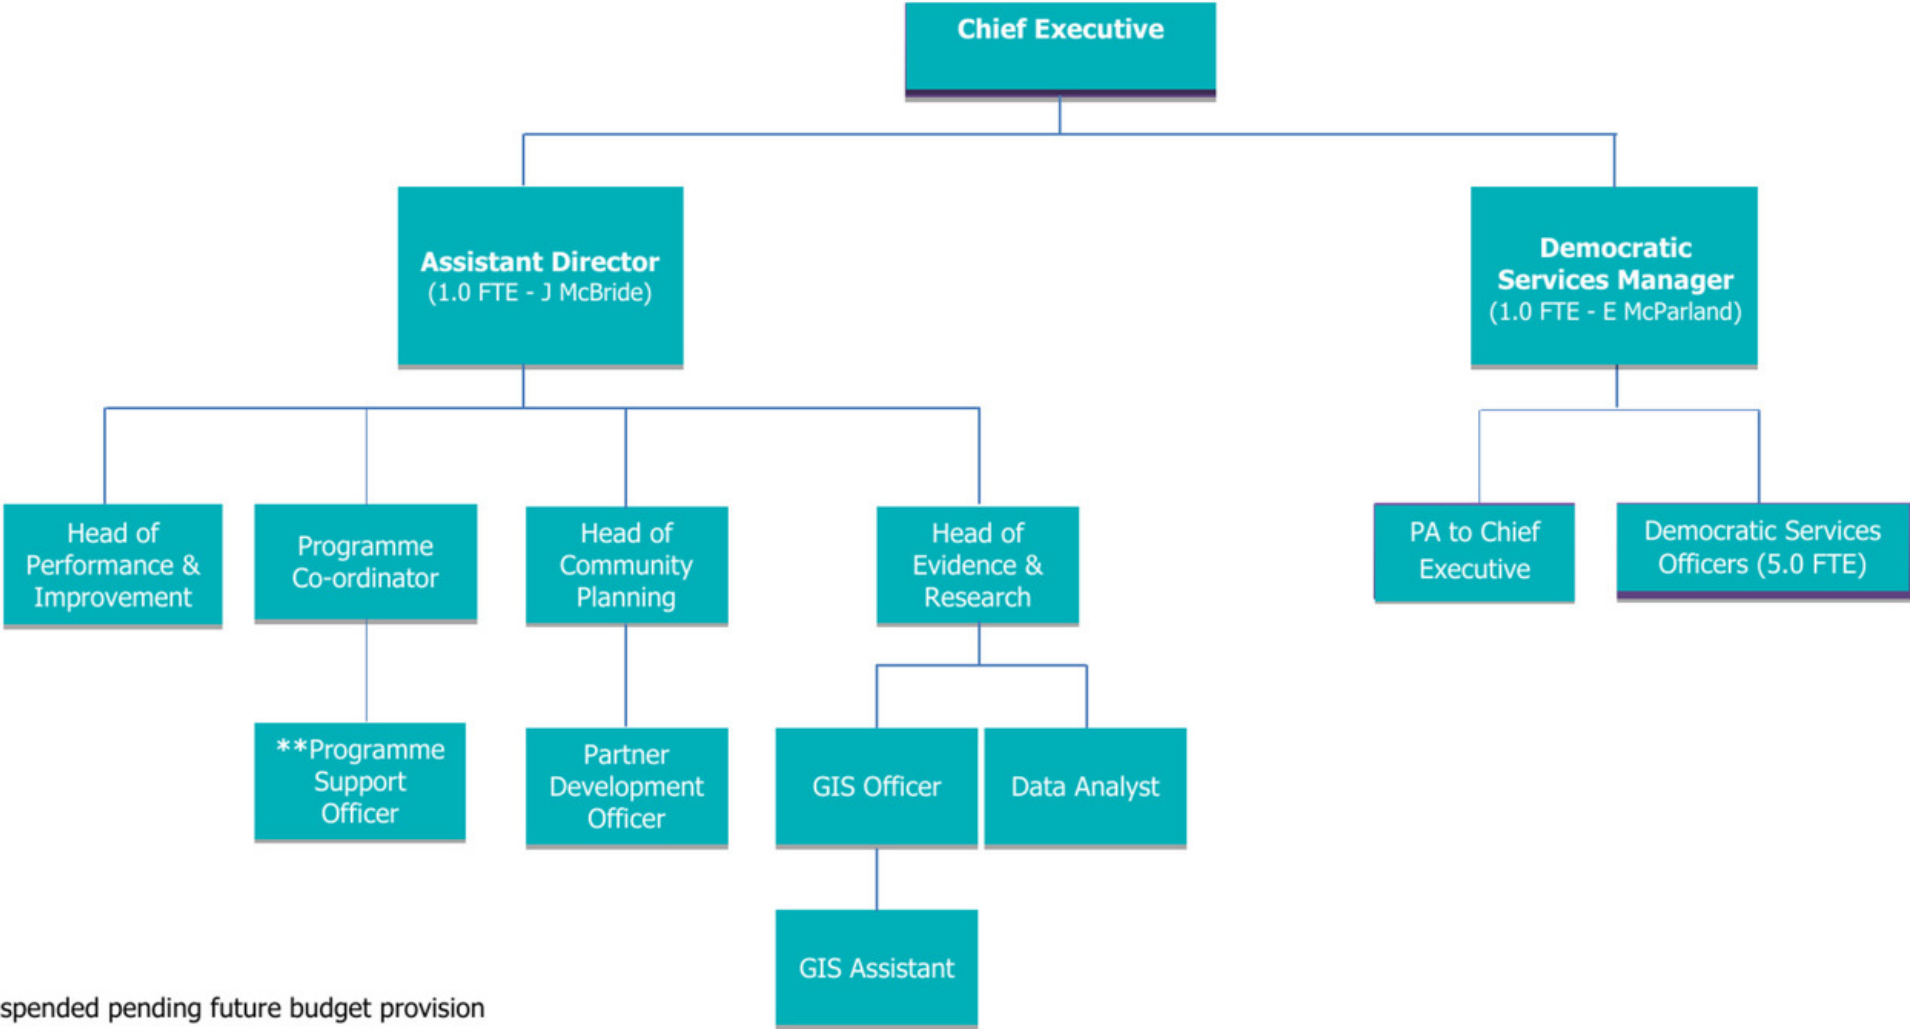 Chief Executive
Assistant Director
(1.0 FTE - J McBride)
Democratic
Services Manager
(1.0 FTE - E McParland)
Head of
Performance &
Improvement
Programme
Co-ordinator
Head of
Community
Planning
Head of
Evidence &
Research
PA to Chief
Executive
Democratic Services
Officers (5.0 FTE)
**Programme
Support
Officer
Partner
Development
Officer
GIS Officer
Data Analyst
GIS Assistant
spended pending future budget provision